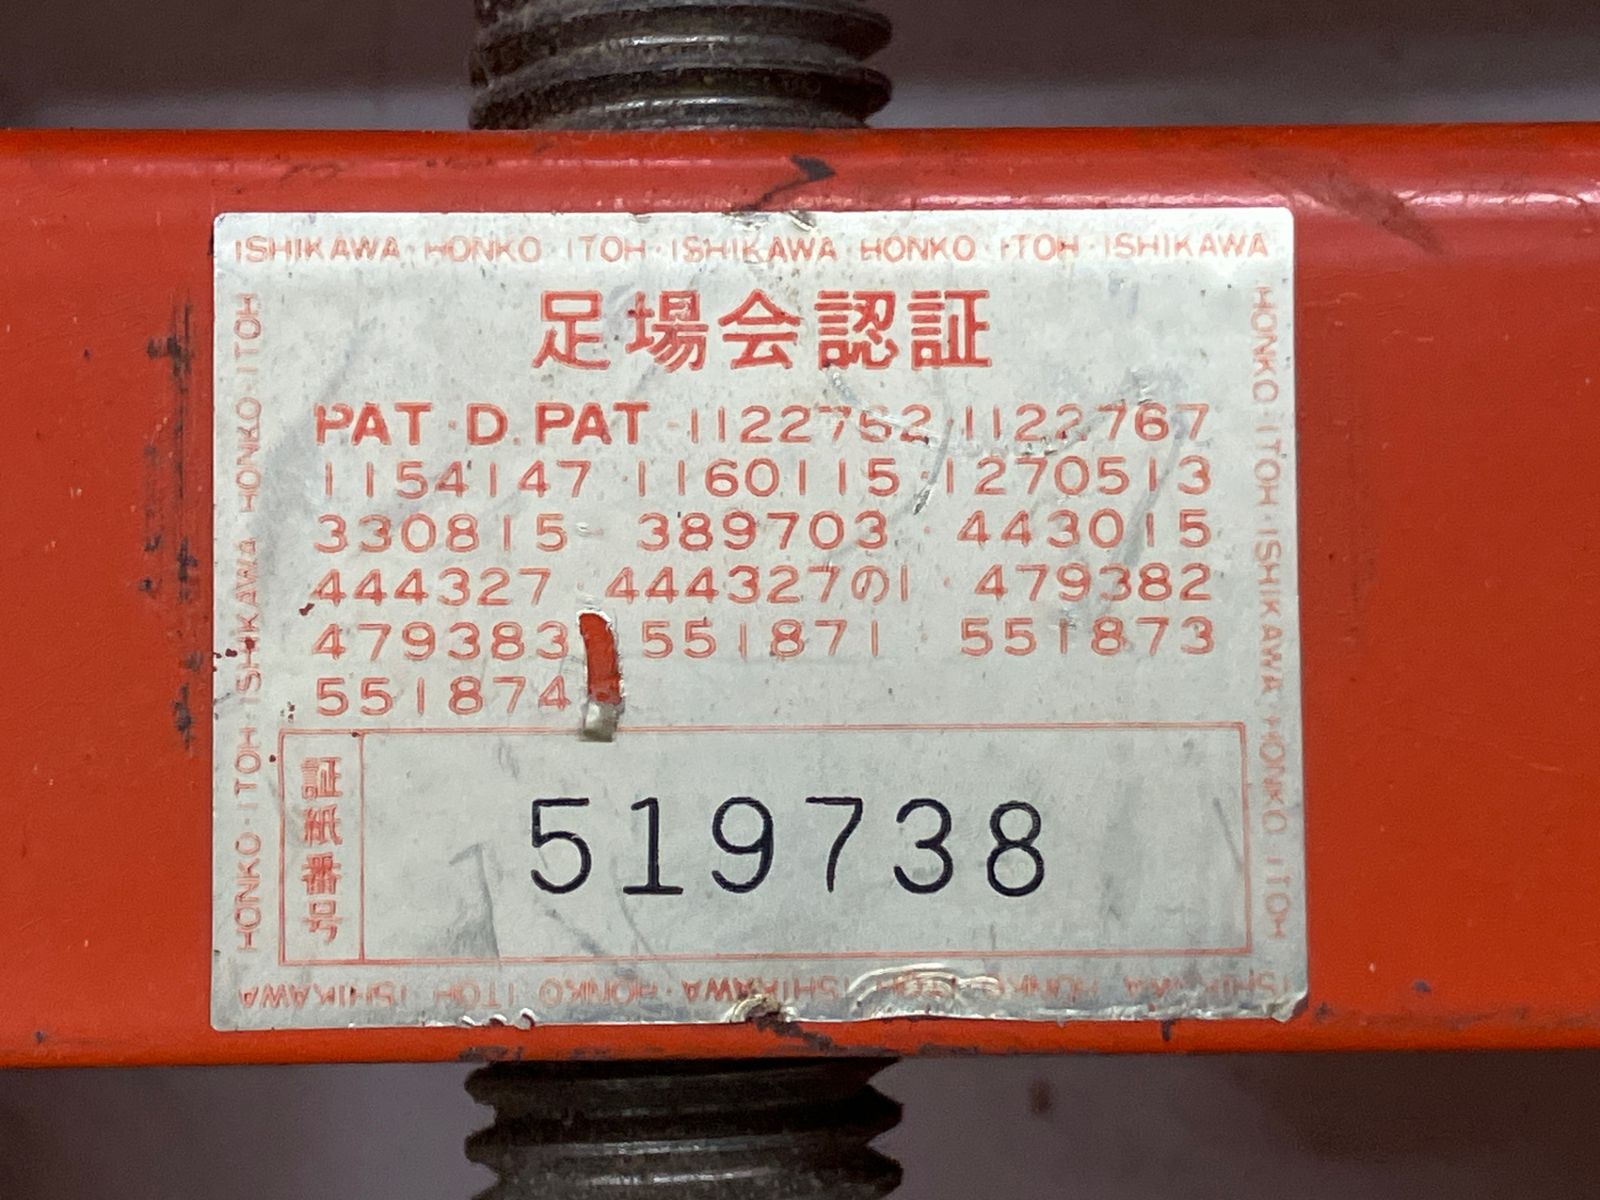 ISHIKAWA · HONKO · ITOH · ISHIKAWA · HONKO · ITOH · ISHIKAWA
足場会認証
PAT · D. PAT · 1122752 1122767
1154147 · 1160115 · 1270513
330815 · 389703 · 443015
444327 · 444327の1 · 479382
479383 · 551871 · 551873
551874
証紙番号
519738
HONKO · ITOH · ISHIKAWA · HONKO · ITOH
HONKO · ITOH · ISHIKAWA · HONKO · ITOH
ISHIKAWA · HONKO · ITOH · ISHIKAWA · HONKO · ITOH · ISHIKAWA